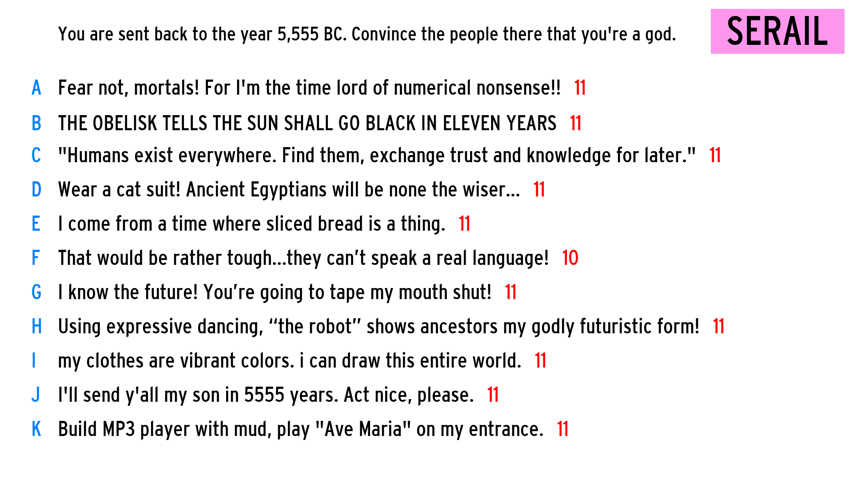 You are sent back to the year 5,555 BC. Convince the people there that you're a god.
SERAIL
A Fear not, mortals! For I'm the time lord of numerical nonsense!! 11
B THE OBELISK TELLS THE SUN SHALL GO BLACK IN ELEVEN YEARS 11
C "Humans exist everywhere. Find them, exchange trust and knowledge for later." 11
D Wear a cat suit! Ancient Egyptians will be none the wiser... 11
E I come from a time where sliced bread is a thing. 11
F That would be rather tough...they can’t speak a real language! 10
G I know the future! You’re going to tape my mouth shut! 11
H Using expressive dancing, “the robot” shows ancestors my godly futuristic form! 11
I my clothes are vibrant colors. i can draw this entire world. 11
J I'll send y'all my son in 5555 years. Act nice, please. 11
K Build MP3 player with mud, play "Ave Maria" on my entrance. 11